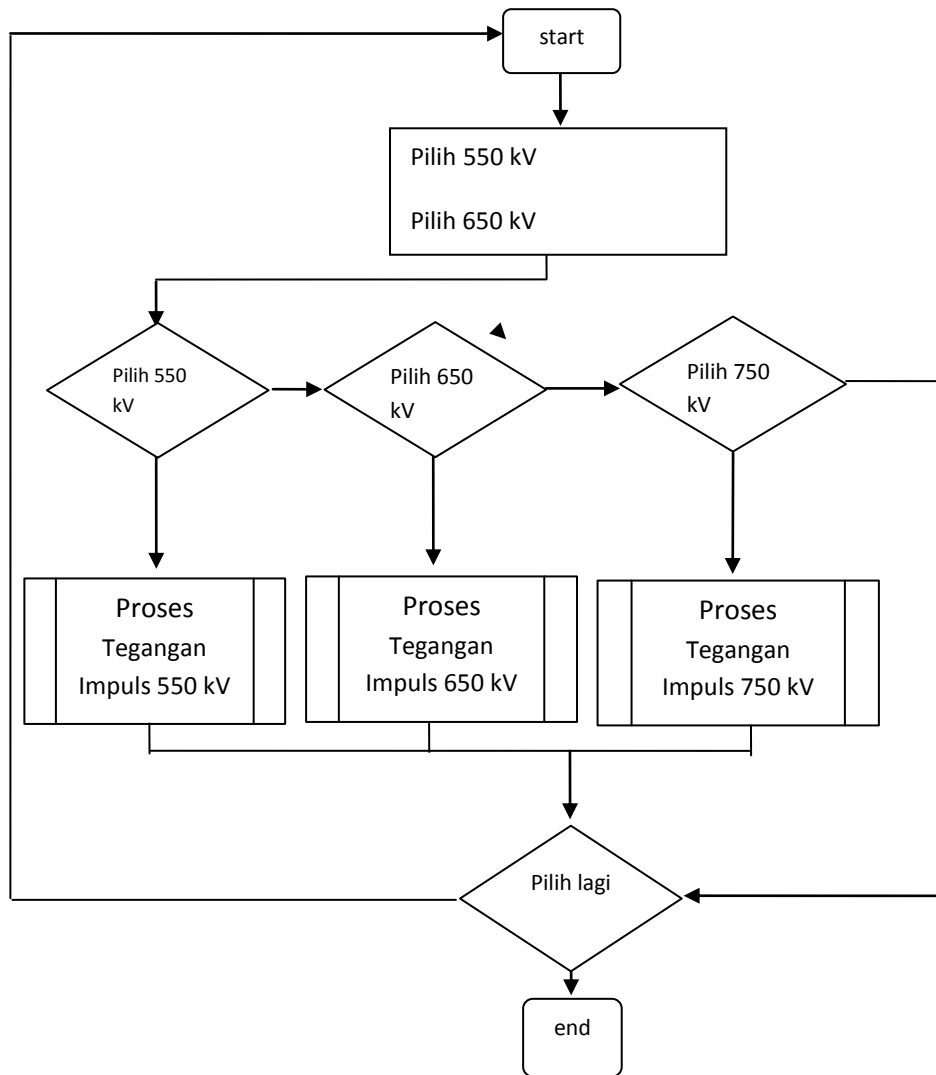 start
Pilih 550 kV
Pilih 650 kV
Pilih 550
kV
Pilih 650
kV
Pilih 750
kV
Proses
Tegangan
Impuls 550 kV
Proses
Tegangan
Impuls 650 kV
Proses
Tegangan
Impuls 750 kV
Pilih lagi
end